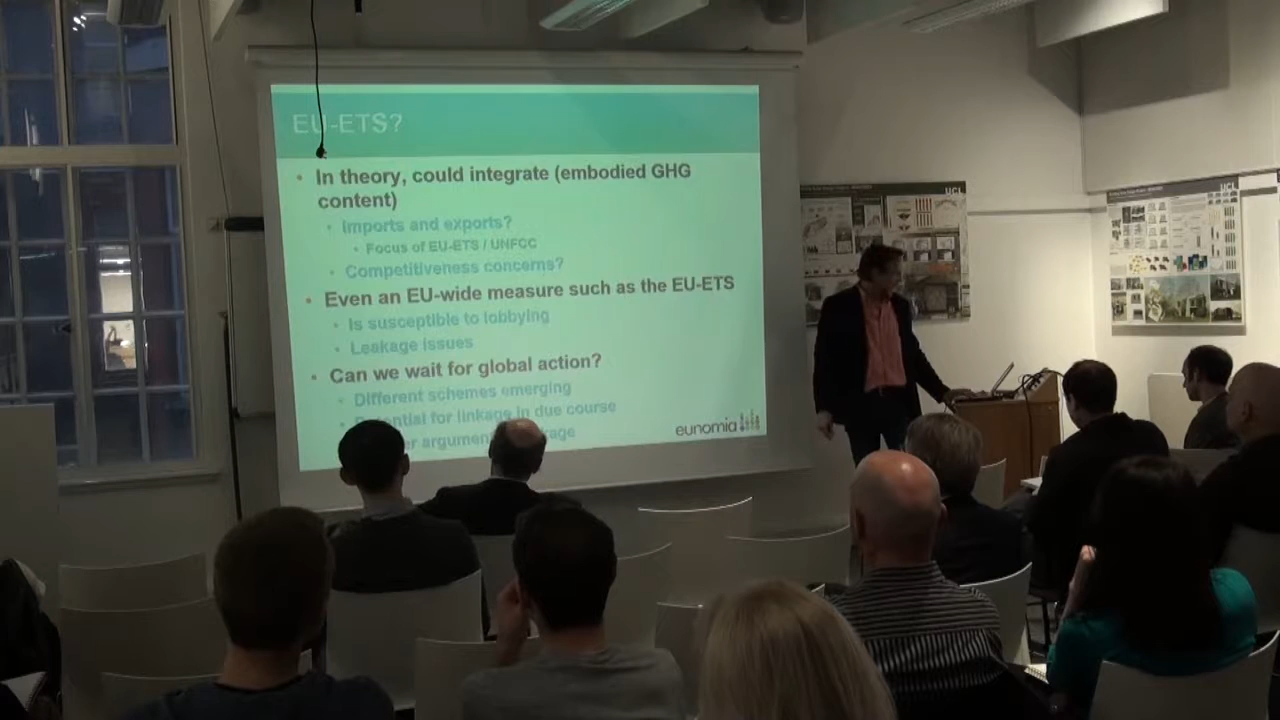 EU-ETS?
In theory, could integrate (embodied GHG
content)
Imports and exports?
Focus of EU-ETS / UNFCC
Competitiveness concerns?
Even an EU-wide measure such as the EU-ETS
Is susceptible to lobbying
Leakage issues
Can we wait for global action?
Different schemes emerging
for linkage in due course
eunomia
UCL
UCL